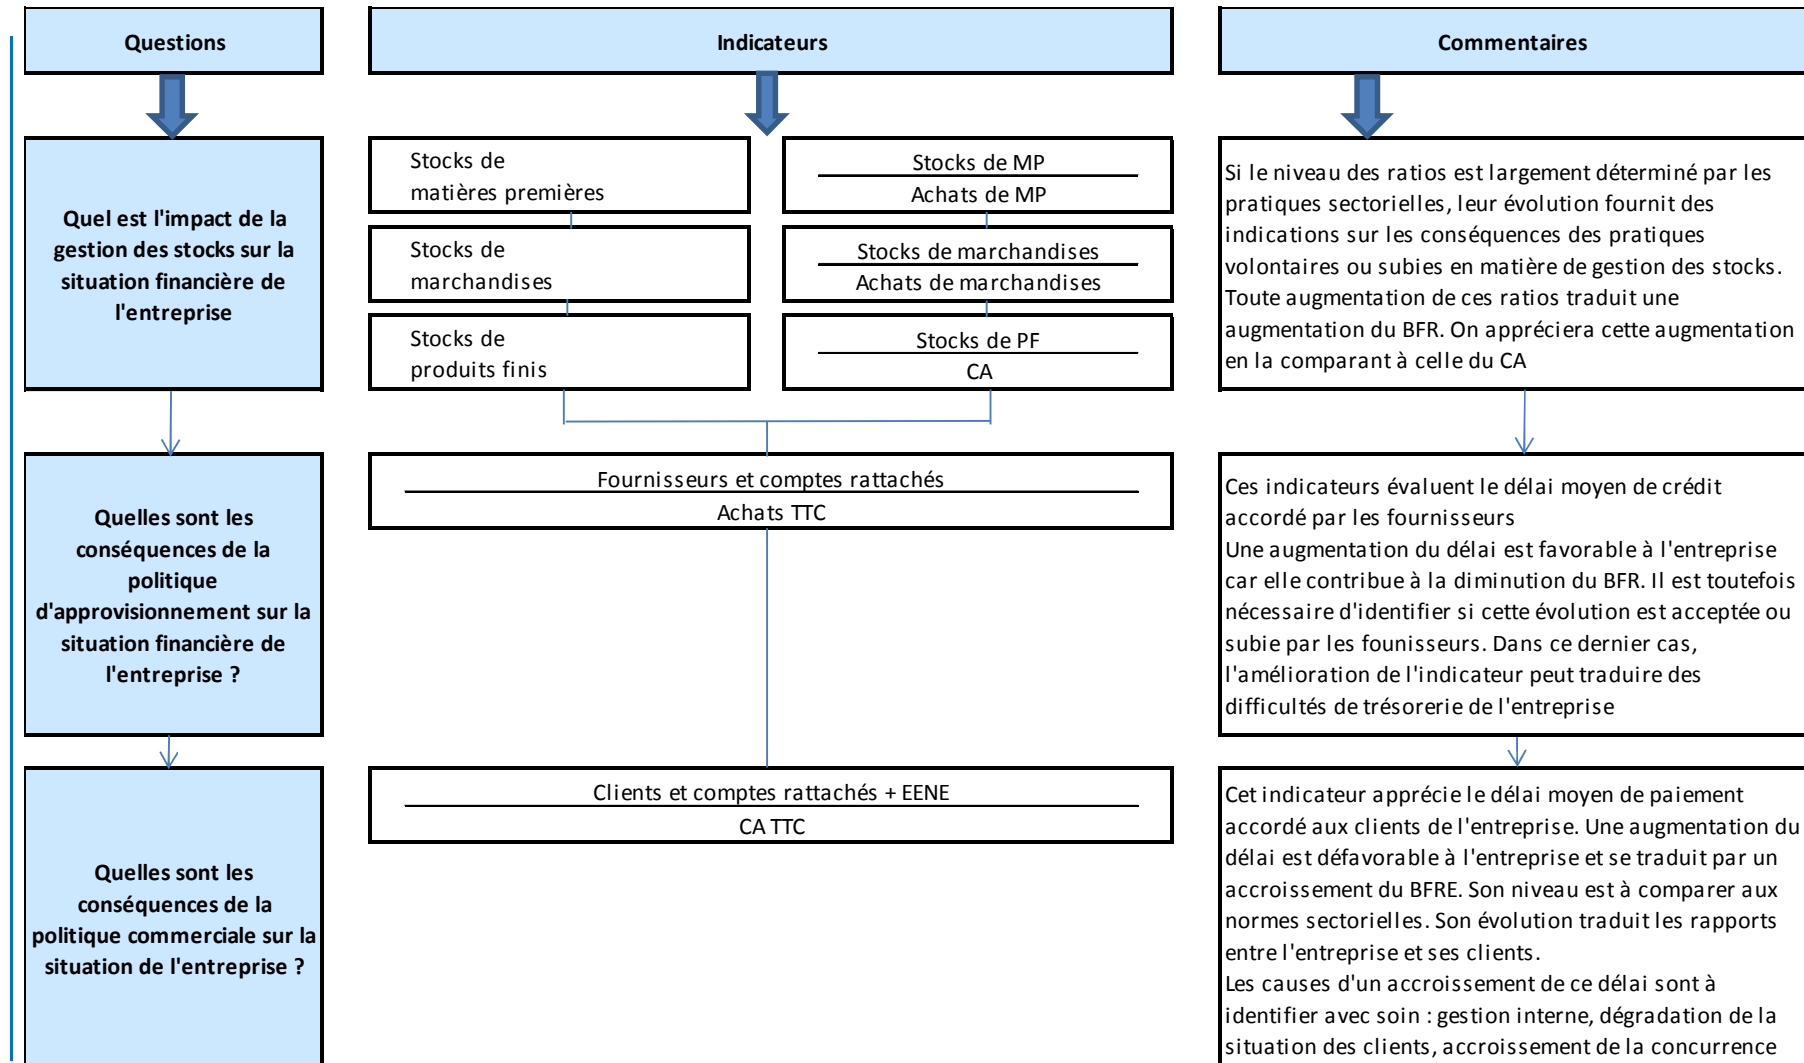 Questions
Indicateurs
Commentaires
Quel est l'impact de la
gestion des stocks sur la
situation financière de
l'entreprise
Stocks de
matières premières
Stocks de MP
Achats de MP
Stocks de
marchandises
Stocks de marchandises
Achats de marchandises
Stocks de
produits finis
Stocks de PF
CA
Si le niveau des ratios est largement déterminé par les
pratiques sectorielles, leur évolution fournit des
indications sur les conséquences des pratiques
volontaires ou subies en matière de gestion des stocks.
Toute augmentation de ces ratios traduit une
augmentation du BFR. On appréciera cette augmentation
en la comparant à celle du CA
Quelles sont les
conséquences de la
politique
d'approvisionnement sur la
situation financière de
l'entreprise ?
Fournisseurs et comptes rattachés
Achats TTC
Ces indicateurs évaluent le délai moyen de crédit
accordé par les fournisseurs
Une augmentation du délai est favorable à l'entreprise
car elle contribue à la diminution du BFR. Il est toutefois
nécessaire d'identifier si cette évolution est acceptée ou
subie par les founisseurs. Dans ce dernier cas,
l'amélioration de l'indicateur peut traduire des
difficultés de trésorerie de l'entreprise
Quelles sont les
conséquences de la
politique commerciale sur la
situation de l'entreprise ?
Clients et comptes rattachés + EENE
CA TTC
Cet indicateur apprécie le délai moyen de paiement
accordé aux clients de l'entreprise. Une augmentation du
délai est défavorable à l'entreprise et se traduit par un
accroissement du BFRE. Son niveau est à comparer aux
normes sectorielles. Son évolution traduit les rapports
entre l'entreprise et ses clients.
Les causes d'un accroissement de ce délai sont à
identifier avec soin : gestion interne, dégradation de la
situation des clients, accroissement de la concurrence